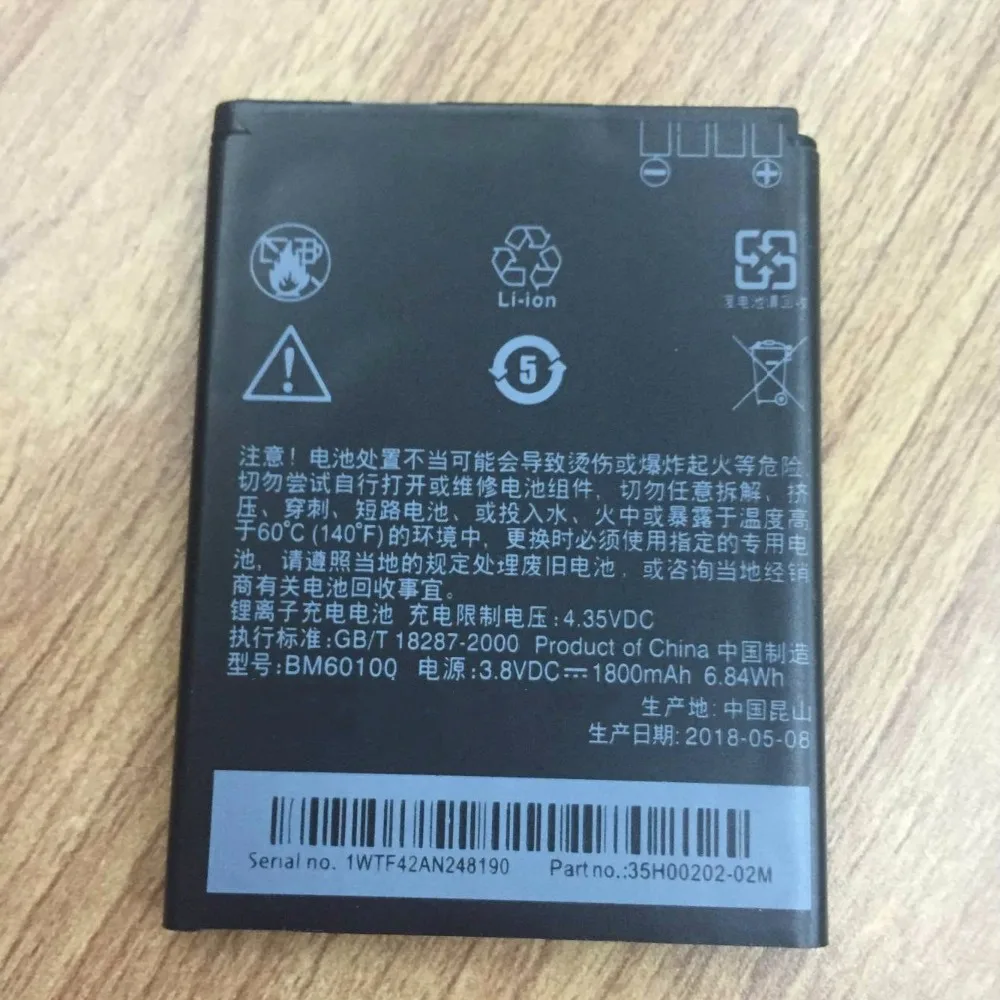 Li-ion
废电池请回收
5
注意！电池处置不当可能会导致烫伤或爆炸起火等危险
切勿尝试自行打开或维修电池组件，切勿任意拆解、挤
压、穿刺、短路电池、或投入水、火中或暴露于温度高
于60°C (140°F)的环境中，更换时必须使用指定的专用电
池，请遵照当地的规定处理废旧电池，或咨询当地经销
商有关电池回收事宜。
锂离子充电电池 充电限制电压:4.35VDC
执行标准:GB/T 18287-2000 Product of China 中国制造
型号:BM60100 电源:3.8VDC⎓1800mAh 6.84Wh
生产地: 中国昆山
生产日期: 2018-05-08
Serial no. 1WTF42AN248190 Part no.:35H00202-02M